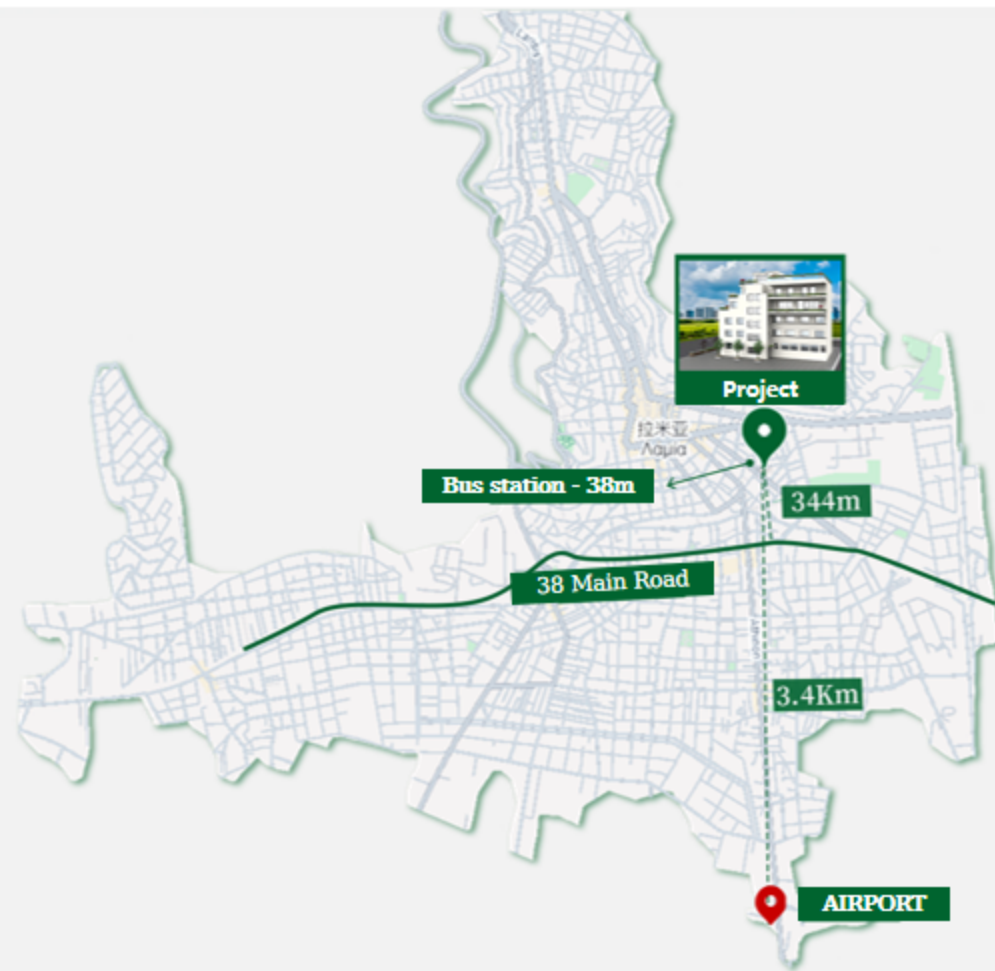 Project
拉米亚
Λαμία
Bus station - 38m
344m
38 Main Road
3.4Km
AIRPORT